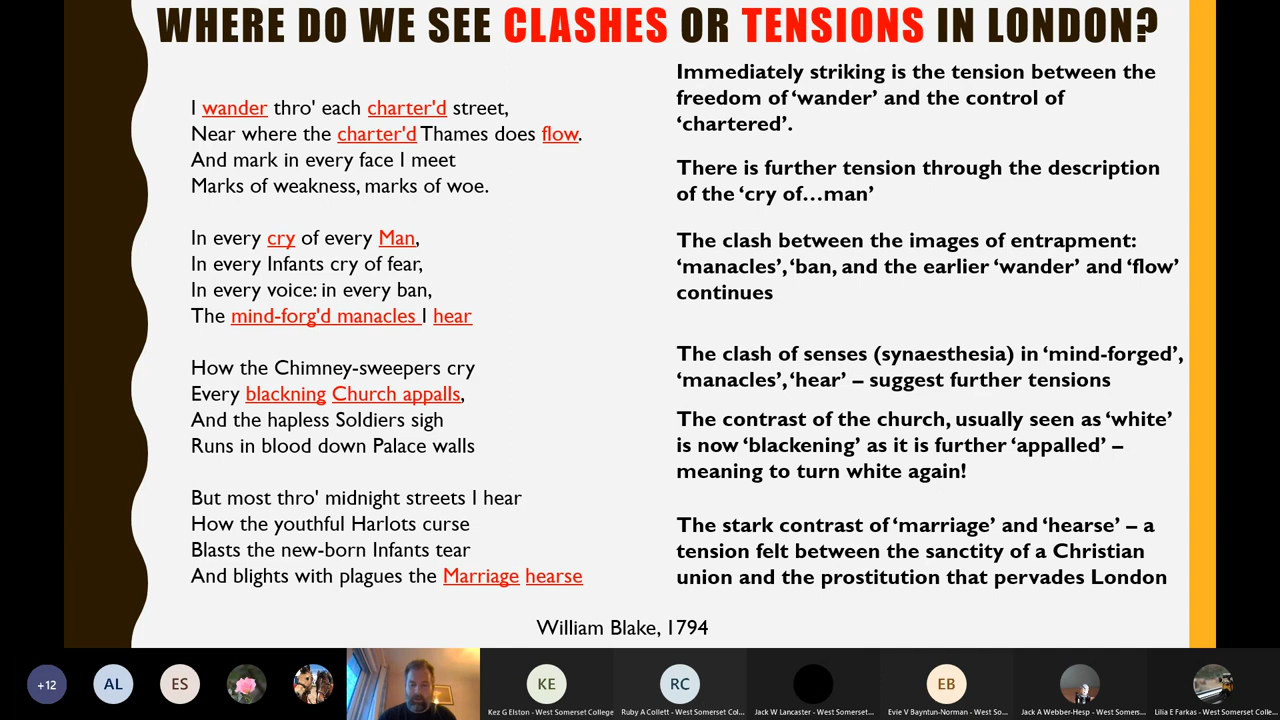 WHERE DO WE SEE CLASHES OR TENSIONS IN LONDON?
I wander thro' each charter'd street,
Near where the charter'd Thames does flow.
And mark in every face I meet
Marks of weakness, marks of woe.
In every cry of every Man,
In every Infants cry of fear,
In every voice: in every ban,
The mind-forg'd manacles I hear
How the Chimney-sweepers cry
Every blackning Church appalls,
And the hapless Soldiers sigh
Runs in blood down Palace walls
But most thro' midnight streets I hear
How the youthful Harlots curse
Blasts the new-born Infants tear
And blights with plagues the Marriage hearse
Immediately striking is the tension between the
freedom of ‘wander’ and the control of
‘chartered’.
There is further tension through the description
of the ‘cry of…man’
The clash between the images of entrapment:
‘manacles’, ‘ban, and the earlier ‘wander’ and ‘flow’
continues
The clash of senses (synaesthesia) in ‘mind-forged’,
‘manacles’, ‘hear’ – suggest further tensions
The contrast of the church, usually seen as ‘white’
is now ‘blackening’ as it is further ‘appalled’ –
meaning to turn white again!
The stark contrast of ‘marriage’ and ‘hearse’ – a
tension felt between the sanctity of a Christian
union and the prostitution that pervades London
William Blake, 1794
+12
AL
ES
KE
RC
EB
Kez G Elston - West Somerset College
Ruby A Collett - West Somerset Col...
Jack W Lancaster - West Somerset...
Evie V Bayntun-Norman - West So...
Jack A Webber-Hesp - West Somers...
Lilia E Farkas - West Somerset Colle...